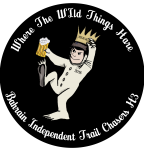 Where The WIld Things Hare
Bahrain Independent Trail Chasers H3